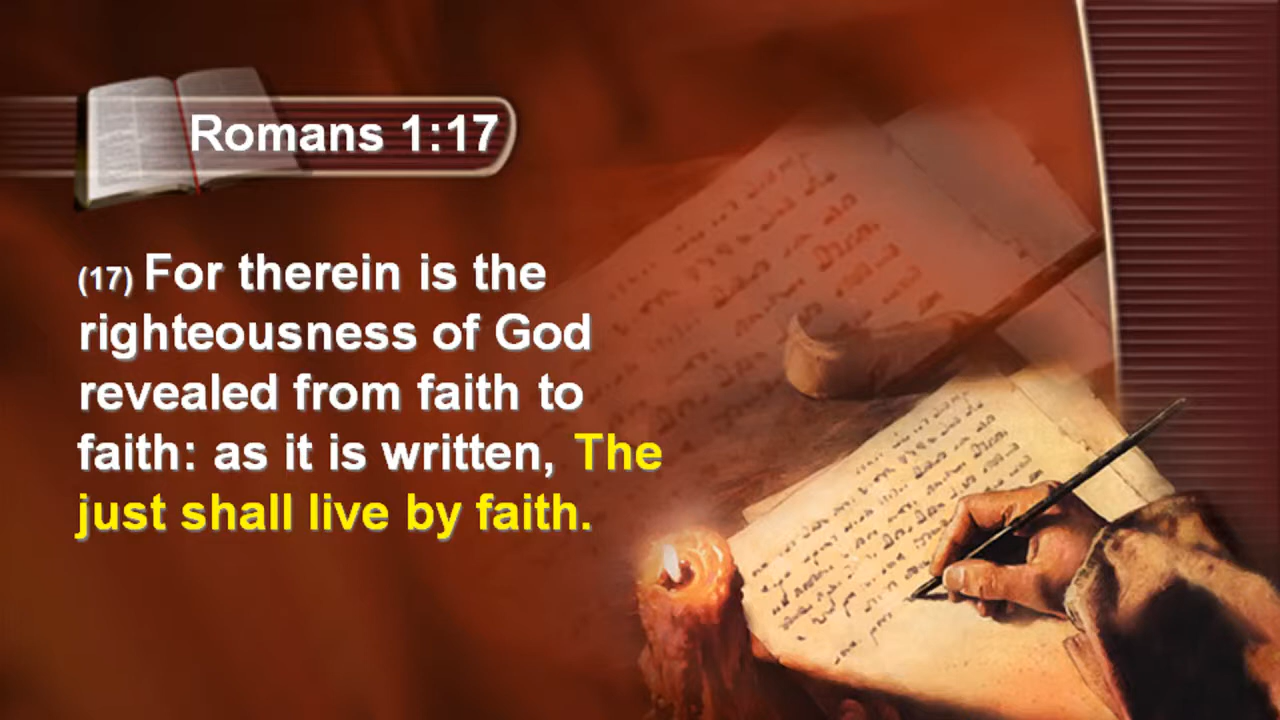 Romans 1:17
(17) For therein is the
righteousness of God
revealed from faith to
faith: as it is written, The
just shall live by faith.